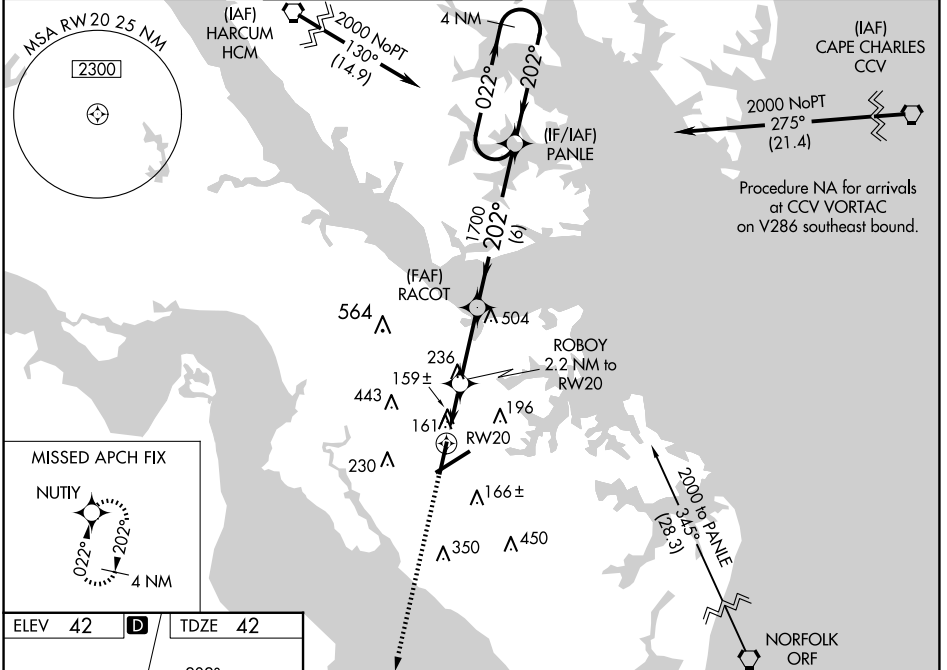 MSA RW20 25 NM
2300
(IAF)
HARCUM
HCM
2000 NoPT
130°
(14.9)
4 NM
022°
202°
(IF/IAF)
PANLE
(IAF)
CAPE CHARLES
CCV
2000 NoPT
275°
(21.4)
Procedure NA for arrivals
at CCV VORTAC
on V286 southeast bound.
1700
202°
(6)
(FAF)
RACOT
564
504
ROBOY
2.2 NM to
RW20
236
159±
443
161
196
RW20
230
166±
350
450
MISSED APCH FIX
NUTIY
022°
202°
4 NM
2000 to PANLE
345°
(28.3)
NORFOLK
ORF
ELEV 42
D
TDZE 42